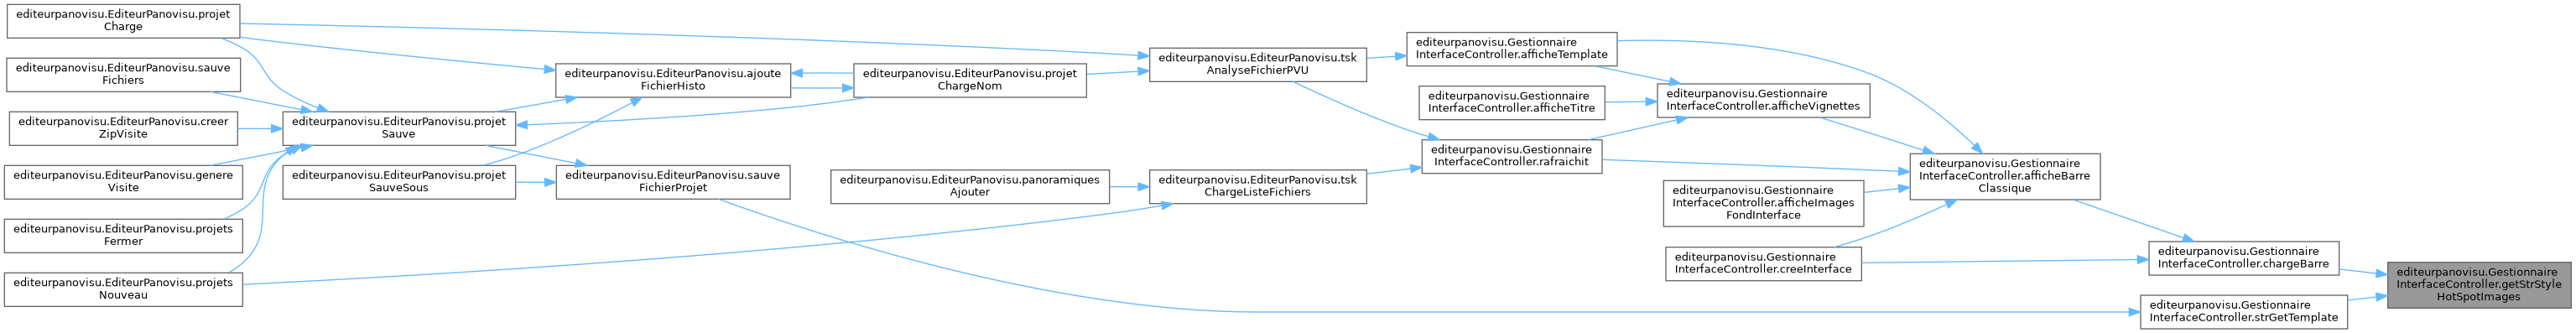 editeurpanovisu.EditeurPanovisu.projet
Charge
editeurpanovisu.EditeurPanovisu.sauve
Fichiers
editeurpanovisu.EditeurPanovisu.creer
ZipVisite
editeurpanovisu.EditeurPanovisu.genere
Visite
editeurpanovisu.EditeurPanovisu.projets
Fermer
editeurpanovisu.EditeurPanovisu.projets
Nouveau
editeurpanovisu.EditeurPanovisu.projet
Sauve
editeurpanovisu.EditeurPanovisu.projet
SauveSous
editeurpanovisu.EditeurPanovisu.ajoute
FichierHisto
editeurpanovisu.EditeurPanovisu.sauve
FichierProjet
editeurpanovisu.EditeurPanovisu.projet
ChargeNom
editeurpanovisu.EditeurPanovisu.panoramiques
Ajouter
editeurpanovisu.EditeurPanovisu.tsk
AnalyseFichierPVU
editeurpanovisu.EditeurPanovisu.tsk
ChargeListeFichiers
editeurpanovisu.Gestionnaire
InterfaceController.afficheTemplate
editeurpanovisu.Gestionnaire
InterfaceController.afficheTitre
editeurpanovisu.Gestionnaire
InterfaceController.rafraichit
editeurpanovisu.Gestionnaire
InterfaceController.afficheVignettes
editeurpanovisu.Gestionnaire
InterfaceController.afficheImages
FondInterface
editeurpanovisu.Gestionnaire
InterfaceController.creeInterface
editeurpanovisu.Gestionnaire
InterfaceController.afficheBarre
Classique
editeurpanovisu.Gestionnaire
InterfaceController.chargeBarre
editeurpanovisu.Gestionnaire
InterfaceController.strGetTemplate
editeurpanovisu.Gestionnaire
InterfaceController.getStrStyle
HotSpotImages